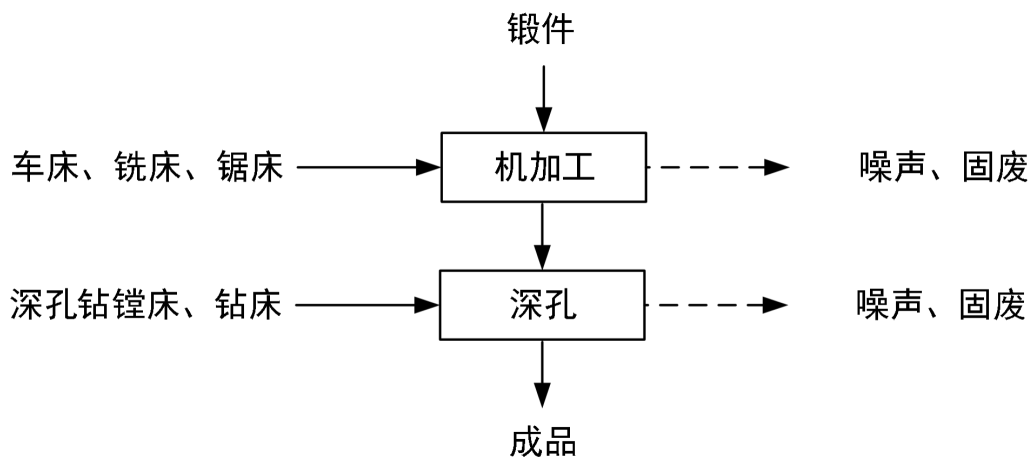 锻件
车床、铣床、锯床
机加工
噪声、固废
深孔钻镗床、钻床
深孔
噪声、固废
成品